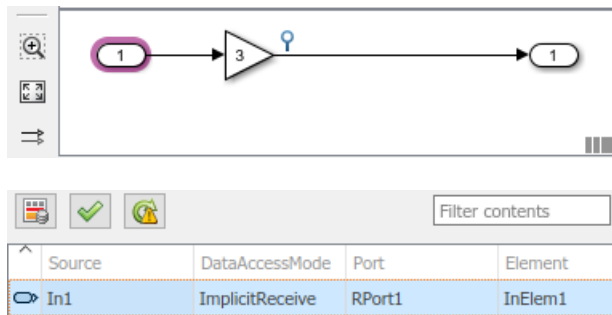 1 3 1
Filter contents
Source DataAccessMode Port Element
In1 ImplicitReceive RPort1 InElem1